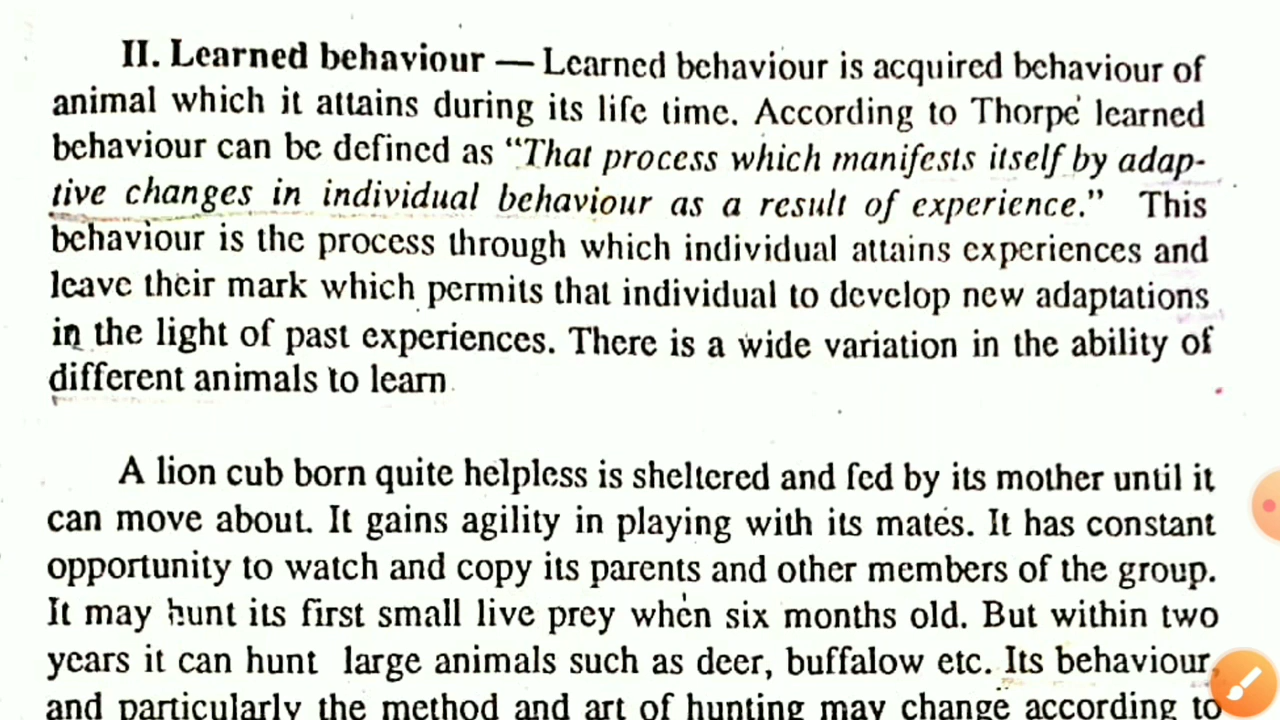 II. Learned behaviour — Learned behaviour is acquired behaviour of
animal which it attains during its life time. According to Thorpe learned
behaviour can be defined as “That process which manifests itself by adap-
tive changes in individual behaviour as a result of experience.” This
behaviour is the process through which individual attains experiences and
leave their mark which permits that individual to develop new adaptations
in the light of past experiences. There is a wide variation in the ability of
different animals to learn
A lion cub born quite helpless is sheltered and fed by its mother until it
can move about. It gains agility in playing with its mates. It has constant
opportunity to watch and copy its parents and other members of the group.
It may hunt its first small live prey when six months old. But within two
years it can hunt large animals such as deer, buffalow etc. Its behaviour,
and particularly the method and art of hunting may change according to